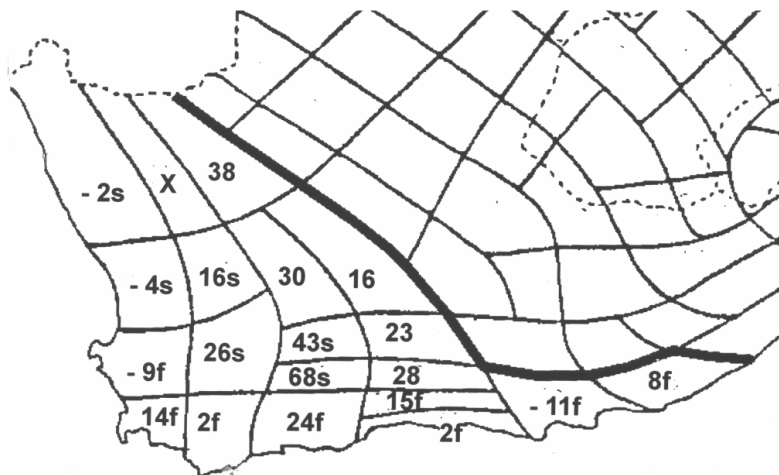 38
- 2s X
- 4s 16s 30 16
43s 23
26s
- 9f 68s 28 8f
15f - 11f
14f 2f 24f
2f